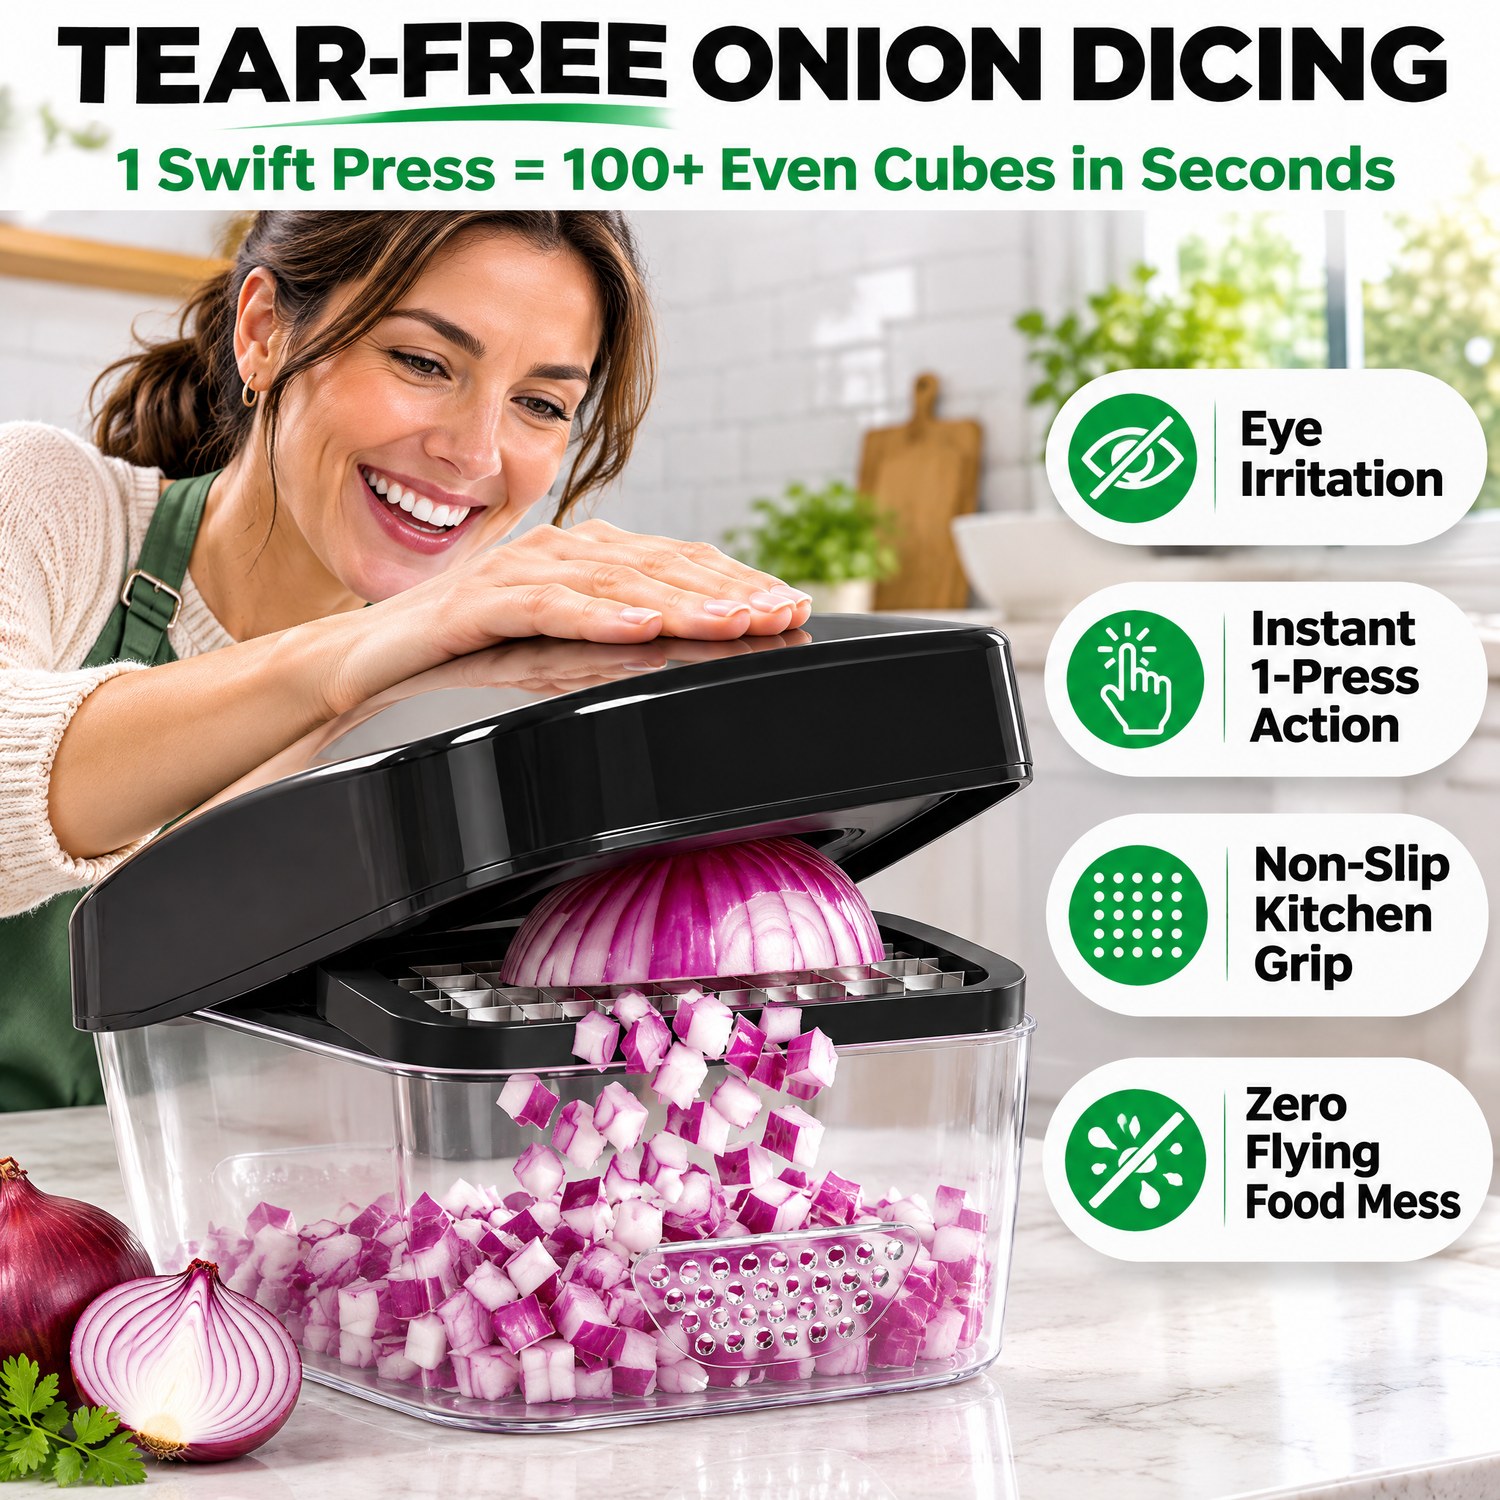 TEAR-FREE ONION DICING
1 Swift Press = 100+ Even Cubes in Seconds
Eye
Irritation
Instant
1-Press
Action
Non-Slip
Kitchen
Grip
Zero
Flying
Food Mess